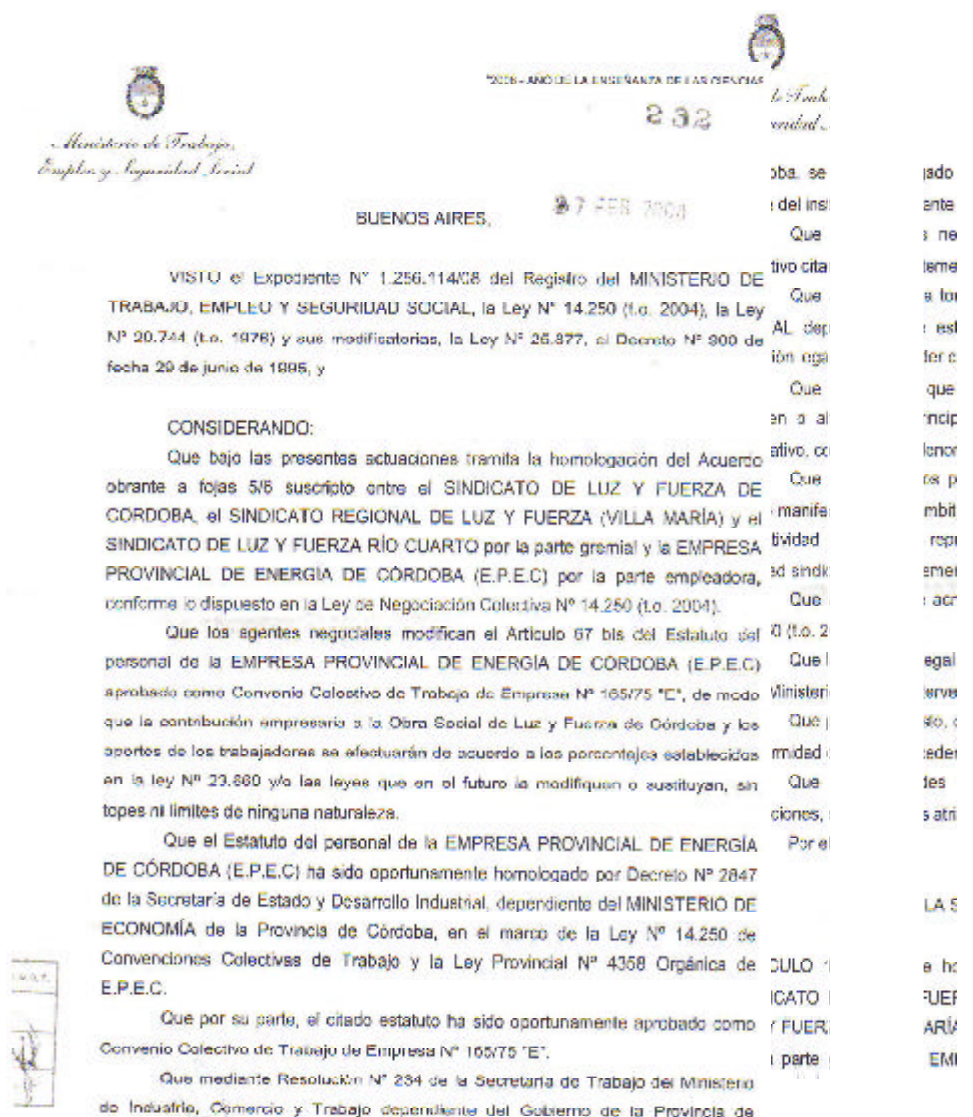 "2008 - AÑO DE LA ENSEÑANZA DE LAS CIENCIAS
232
Ministerio de Trabajo,
Empleo y Seguridad Social
BUENOS AIRES, 27 FEB 2008
VISTO el Expediente N° 1.256.114/08 del Registro del MINISTERIO DE
TRABAJO, EMPLEO Y SEGURIDAD SOCIAL, la Ley N° 14.250 (t.o. 2004), la Ley
N° 20.744 (t.o. 1976) y sus modificatorias, la Ley N° 25.877, el Decreto N° 900 de
fecha 29 de junio de 1995, y
CONSIDERANDO:
Que bajo las presentes actuaciones tramita la homologación del Acuerdo
obrante a fojas 5/6 suscripto entre el SINDICATO DE LUZ Y FUERZA DE
CORDOBA, el SINDICATO REGIONAL DE LUZ Y FUERZA (VILLA MARÍA) y el
SINDICATO DE LUZ Y FUERZA RÍO CUARTO por la parte gremial y la EMPRESA
PROVINCIAL DE ENERGIA DE CÓRDOBA (E.P.E.C) por la parte empleadora,
conforme lo dispuesto en la Ley de Negociación Colectiva Nº 14.250 (t.o. 2004).
Que los agentes negociales modifican el Artículo 67 bis del Estatuto del
personal de la EMPRESA PROVINCIAL DE ENERGÍA DE CORDOBA (E.P.E.C)
aprobado como Convenio Colectivo de Trabajo de Empresa Nº 165/75 "E", de modo
que la contribución empresaria a la Obra Social de Luz y Fuerza de Córdoba y los
aportes de los trabajadores se efectuarán de acuerdo a los porcentajes establecidos
en la ley Nº 23.660 y/o las leyes que en el futuro la modifiquen o sustituyan, sin
topes ni límites de ninguna naturaleza.
Que el Estatuto del personal de la EMPRESA PROVINCIAL DE ENERGÍA
DE CÓRDOBA (E.P.E.C) ha sido oportunamente homologado por Decreto Nº 2847
de la Secretaría de Estado y Desarrollo Industrial, dependiente del MINISTERIO DE
ECONOMÍA de la Provincia de Córdoba, en el marco de la Ley Nº 14.250 de
Convenciones Colectivas de Trabajo y la Ley Provincial Nº 4358 Orgánica de
E.P.E.C.
Que por su parte, el citado estatuto ha sido oportunamente aprobado como
Convenio Colectivo de Trabajo de Empresa N° 165/75 "E".
Que mediante Resolución N° 234 de la Secretaría de Trabajo del Ministerio
de Industria, Comercio y Trabajo dependiente del Gobierno de la Provincia de